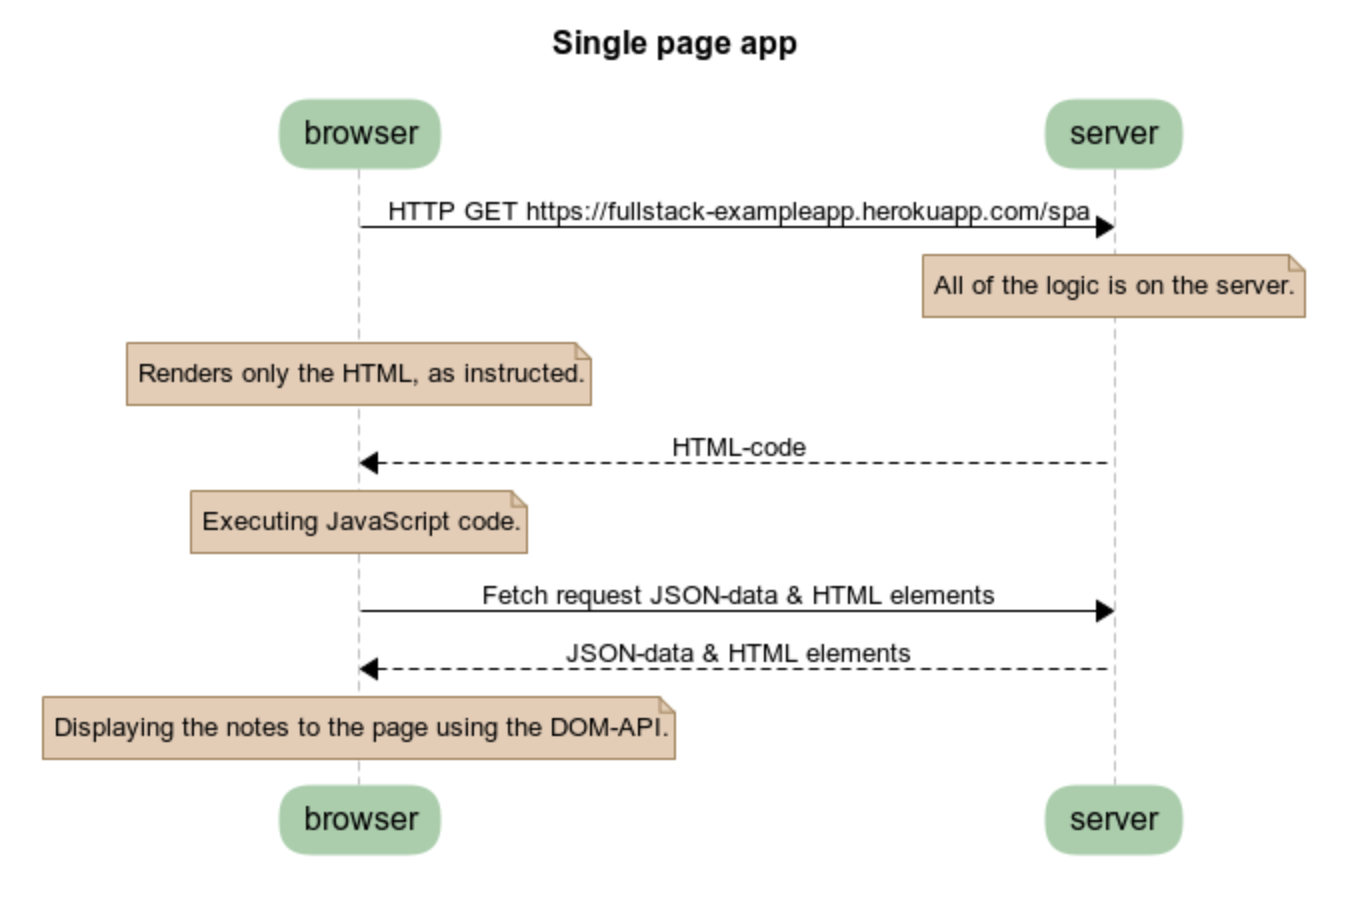 Single page app
browser
server
HTTP GET https://fullstack-exampleapp.herokuapp.com/spa
All of the logic is on the server.
Renders only the HTML, as instructed.
HTML-code
Executing JavaScript code.
Fetch request JSON-data & HTML elements
JSON-data & HTML elements
Displaying the notes to the page using the DOM-API.
browser
server